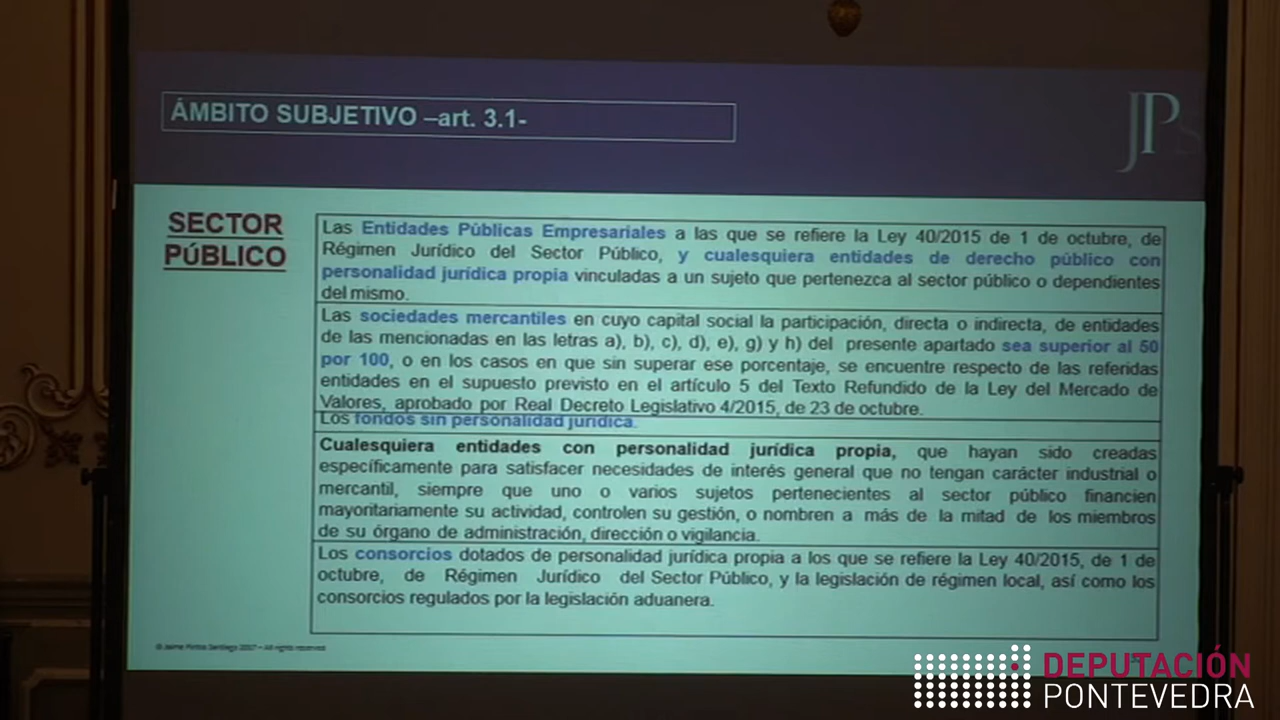 ÁMBITO SUBJETIVO –art. 3.1-
JPS
SECTOR
PÚBLICO
Las Entidades Públicas Empresariales a las que se refiere la Ley 40/2015 de 1 de octubre, de
Régimen Jurídico del Sector Público, y cualesquiera entidades de derecho público con
personalidad jurídica propia vinculadas a un sujeto que pertenezca al sector público o dependientes
del mismo.
Las sociedades mercantiles en cuyo capital social la participación, directa o indirecta, de entidades
de las mencionadas en las letras a), b), c), d), e), g) y h) del presente apartado sea superior al 50
por 100, o en los casos en que sin superar ese porcentaje, se encuentre respecto de las referidas
entidades en el supuesto previsto en el artículo 5 del Texto Refundido de la Ley del Mercado de
Valores, aprobado por Real Decreto Legislativo 4/2015, de 23 de octubre.
Los fondos sin personalidad jurídica.
Cualesquiera entidades con personalidad jurídica propia, que hayan sido creadas
específicamente para satisfacer necesidades de interés general que no tengan carácter industrial o
mercantil, siempre que uno o varios sujetos pertenecientes al sector público financien
mayoritariamente su actividad, controlen su gestión, o nombren a más de la mitad de los miembros
de su órgano de administración, dirección o vigilancia.
Los consorcios dotados de personalidad jurídica propia a los que se refiere la Ley 40/2015, de 1 de
octubre, de Régimen Jurídico del Sector Público, y la legislación de régimen local, así como los
consorcios regulados por la legislación aduanera.
© Jaime Pintos Santiago 2017 – All rights reserved
DEPUTACIÓN
PONTEVEDRA